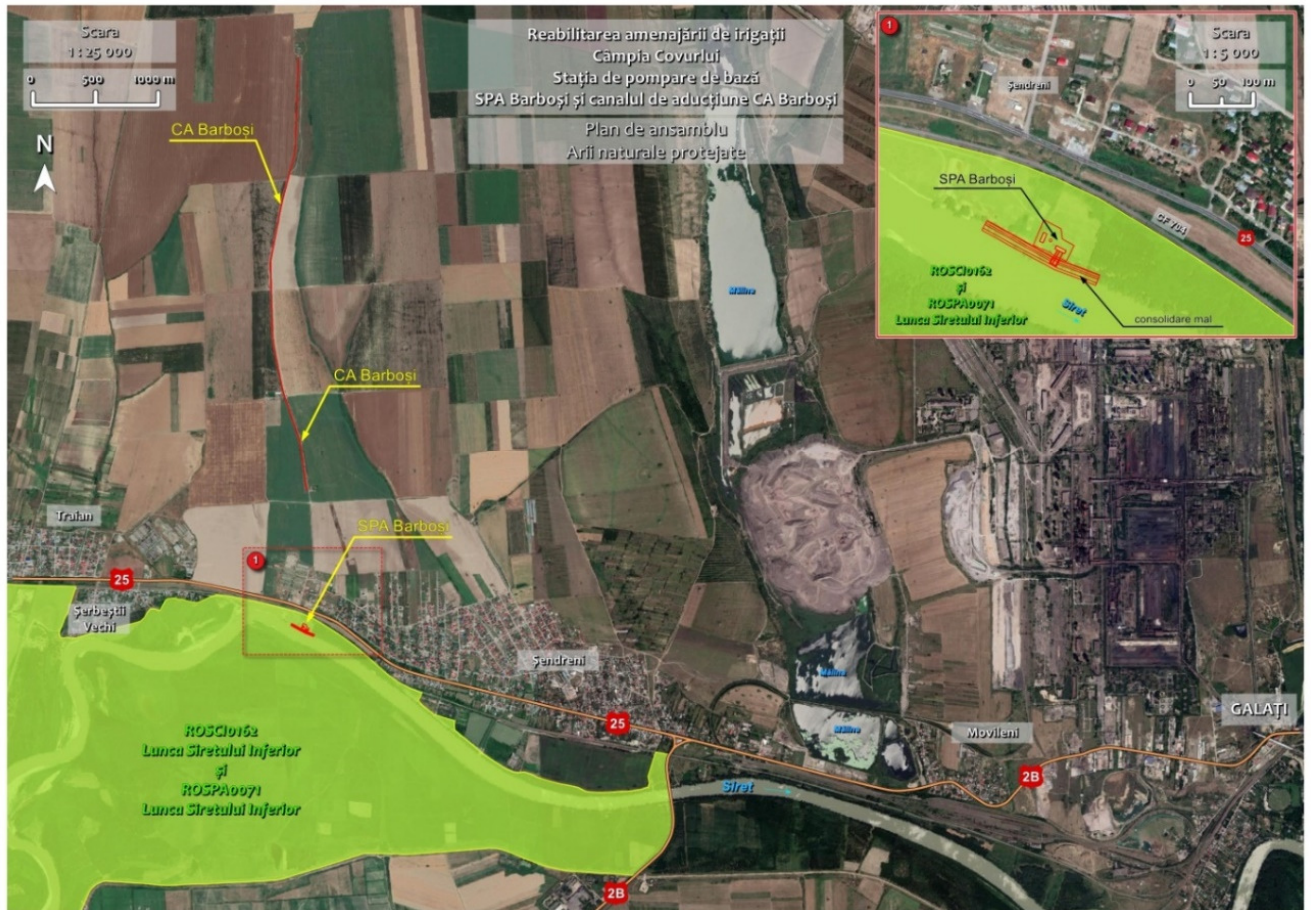 Scara
1 : 25 000
0 500 1000 m
N
Reabilitarea amenajării de irigații
Câmpia Covurlui
Stația de pompare de bază
SPA Barboși și canalul de aducțiune CA Barboși
Plan de ansamblu
Arii naturale protejate
1
Scara
1 : 5 000
0 50 100 m
Șendreni
SPA Barboși
CF 704
25
ROSCI0162
și
ROSPA0071
Lunca Siretului Inferior
Siret
consolidare mal
CA Barboși
Mălina
CA Barboși
Traian
SPA Barboși
1
25
Șerbeștii
Vechi
Șendreni
Mălina
25
Mălina
Movileni
GALAȚI
2B
ROSCI0162
Lunca Siretului Inferior
și
ROSPA0071
Lunca Siretului Inferior
Siret
2B